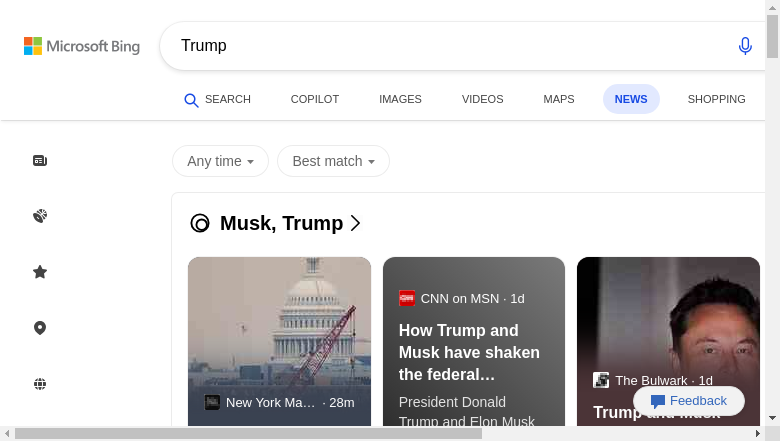 Microsoft Bing
Trump
SEARCH
COPILOT
IMAGES
VIDEOS
MAPS
NEWS
SHOPPING
Any time
Best match
Musk, Trump
New York Ma... · 28m
CNN on MSN · 1d
How Trump and
Musk have shaken
the federal…
President Donald
Trump and Elon Musk
The Bulwark · 1d
Trump and Musk
Feedback